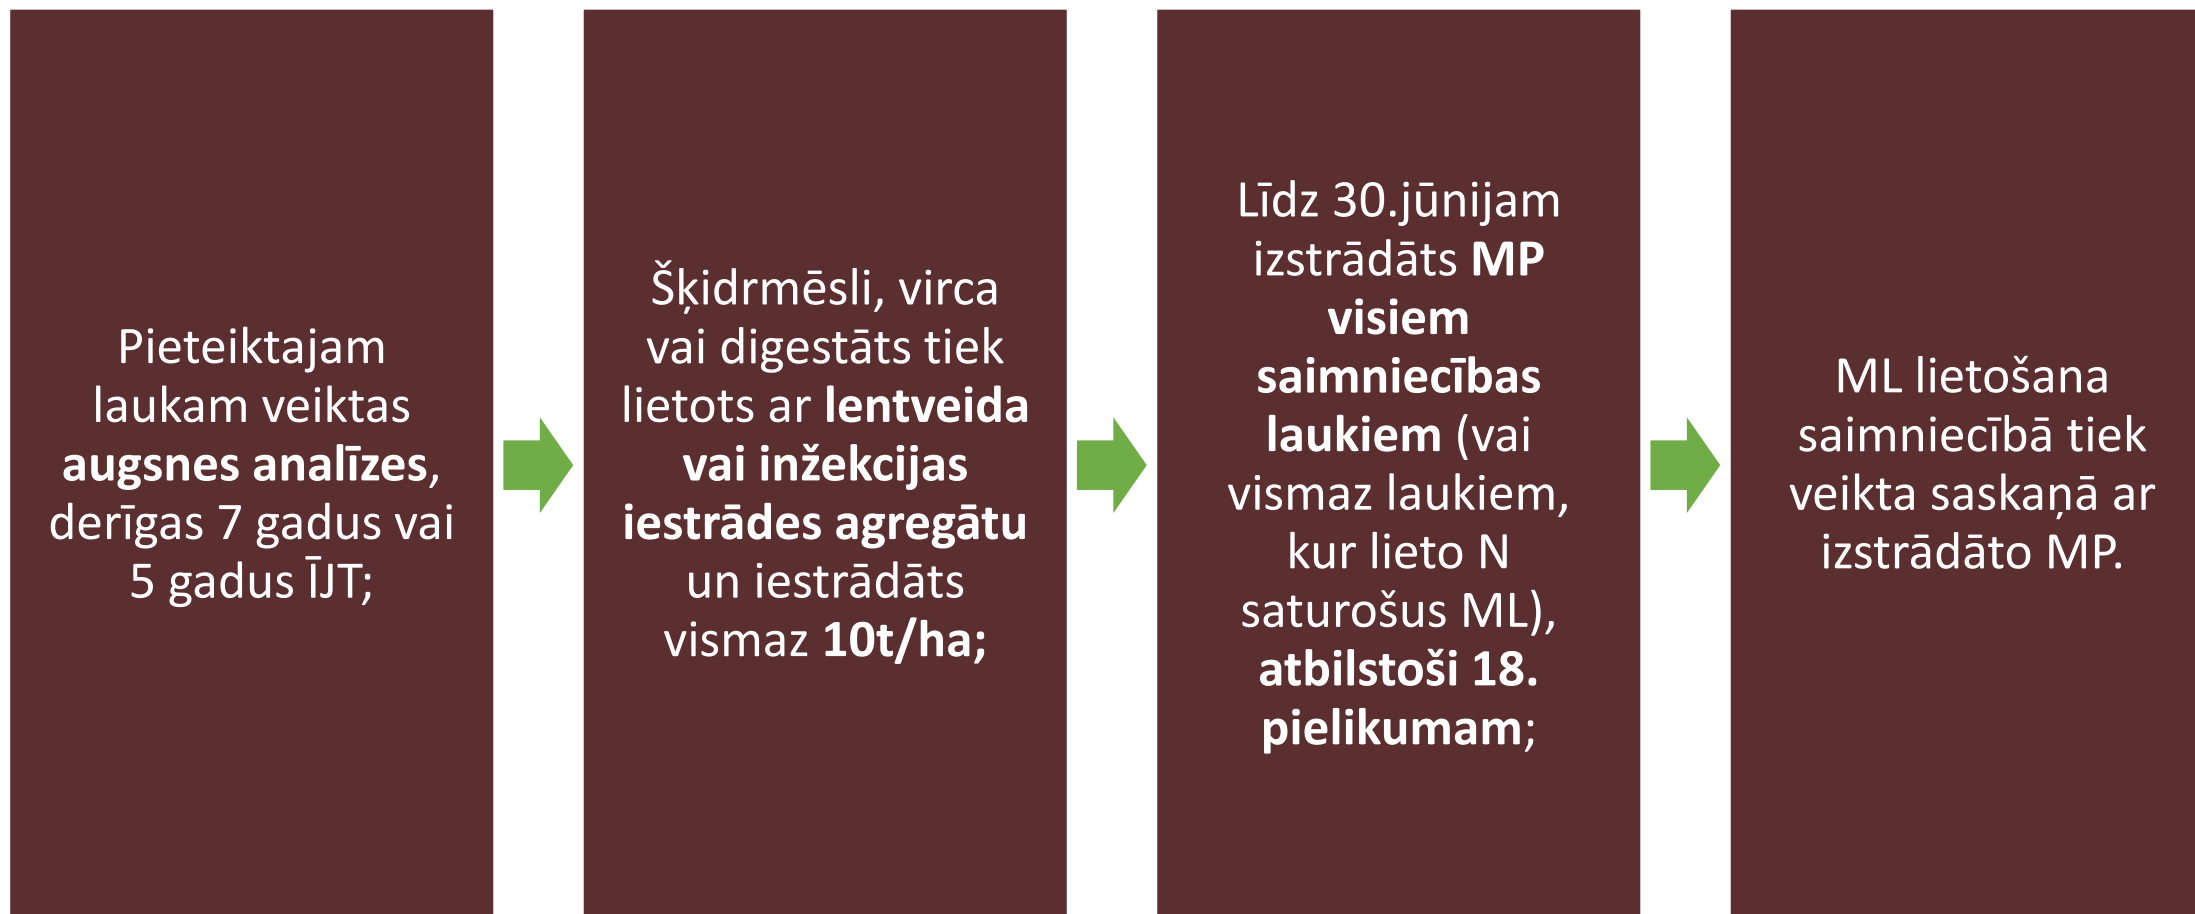 Pieteiktajam
laukam veiktas
augsnes analīzes,
derīgas 7 gadus vai
5 gadus ĪJT;
Šķidrmēsli, virca
vai digestāts tiek
lietots ar lentveida
vai inžekcijas
iestrādes agregātu
un iestrādāts
vismaz 10t/ha;
Līdz 30.jūnijam
izstrādāts MP
visiem
saimniecības
laukiem (vai
vismaz laukiem,
kur lieto N
saturošus ML),
atbilstoši 18.
pielikumam;
ML lietošana
saimniecībā tiek
veikta saskaņā ar
izstrādāto MP.